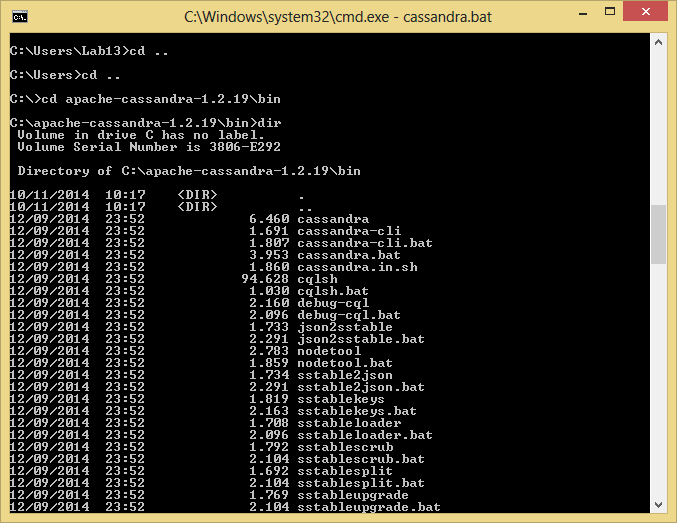 C:\Windows\system32\cmd.exe - cassandra.bat
C:\Users\Lab13>cd ..
C:\Users>cd ..
C:\>cd apache-cassandra-1.2.19\bin
C:\apache-cassandra-1.2.19\bin>dir
 Volume in drive C has no label.
 Volume Serial Number is 3806-E292
 Directory of C:\apache-cassandra-1.2.19\bin
10/11/2014  10:17    <DIR>          .
10/11/2014  10:17    <DIR>          ..
12/09/2014  23:52             6.460 cassandra
12/09/2014  23:52             1.691 cassandra-cli
12/09/2014  23:52             1.807 cassandra-cli.bat
12/09/2014  23:52             3.953 cassandra.bat
12/09/2014  23:52             1.860 cassandra.in.sh
12/09/2014  23:52            94.628 cqlsh
12/09/2014  23:52             1.030 cqlsh.bat
12/09/2014  23:52             2.160 debug-cql
12/09/2014  23:52             2.096 debug-cql.bat
12/09/2014  23:52             1.733 json2sstable
12/09/2014  23:52             2.291 json2sstable.bat
12/09/2014  23:52             2.783 nodetool
12/09/2014  23:52             1.859 nodetool.bat
12/09/2014  23:52             1.734 sstable2json
12/09/2014  23:52             2.291 sstable2json.bat
12/09/2014  23:52             1.819 sstablekeys
12/09/2014  23:52             2.163 sstablekeys.bat
12/09/2014  23:52             1.708 sstableloader
12/09/2014  23:52             2.096 sstableloader.bat
12/09/2014  23:52             1.792 sstablescrub
12/09/2014  23:52             2.104 sstablescrub.bat
12/09/2014  23:52             1.692 sstablesplit
12/09/2014  23:52             2.104 sstablesplit.bat
12/09/2014  23:52             1.769 sstableupgrade
12/09/2014  23:52             2.104 sstableupgrade.bat